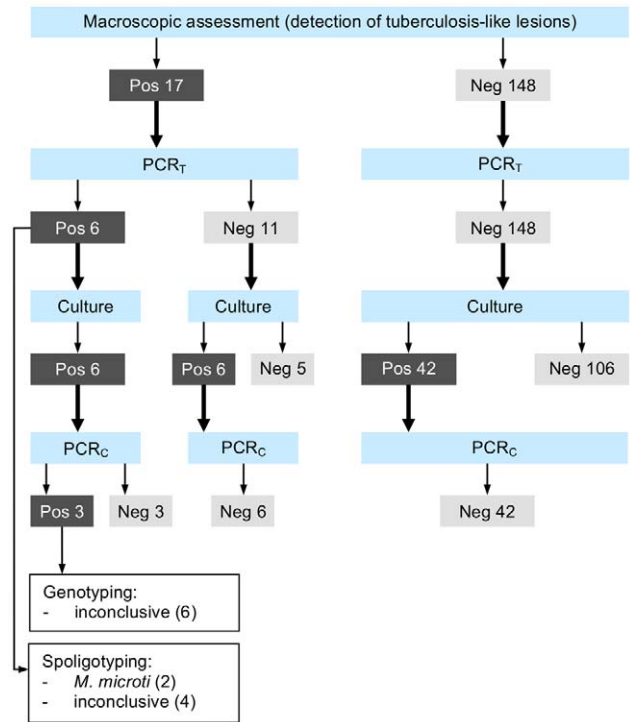 Macroscopic assessment (detection of tuberculosis-like lesions)
Pos 17
Neg 148
PCRT
PCRT
Pos 6
Neg 11
Neg 148
Culture
Culture
Culture
Pos 6
Pos 6
Neg 5
Pos 42
Neg 106
PCRC
PCRC
PCRC
Pos 3
Neg 3
Neg 6
Neg 42
Genotyping:
- inconclusive (6)
Spoligotyping:
- M. microti (2)
- inconclusive (4)